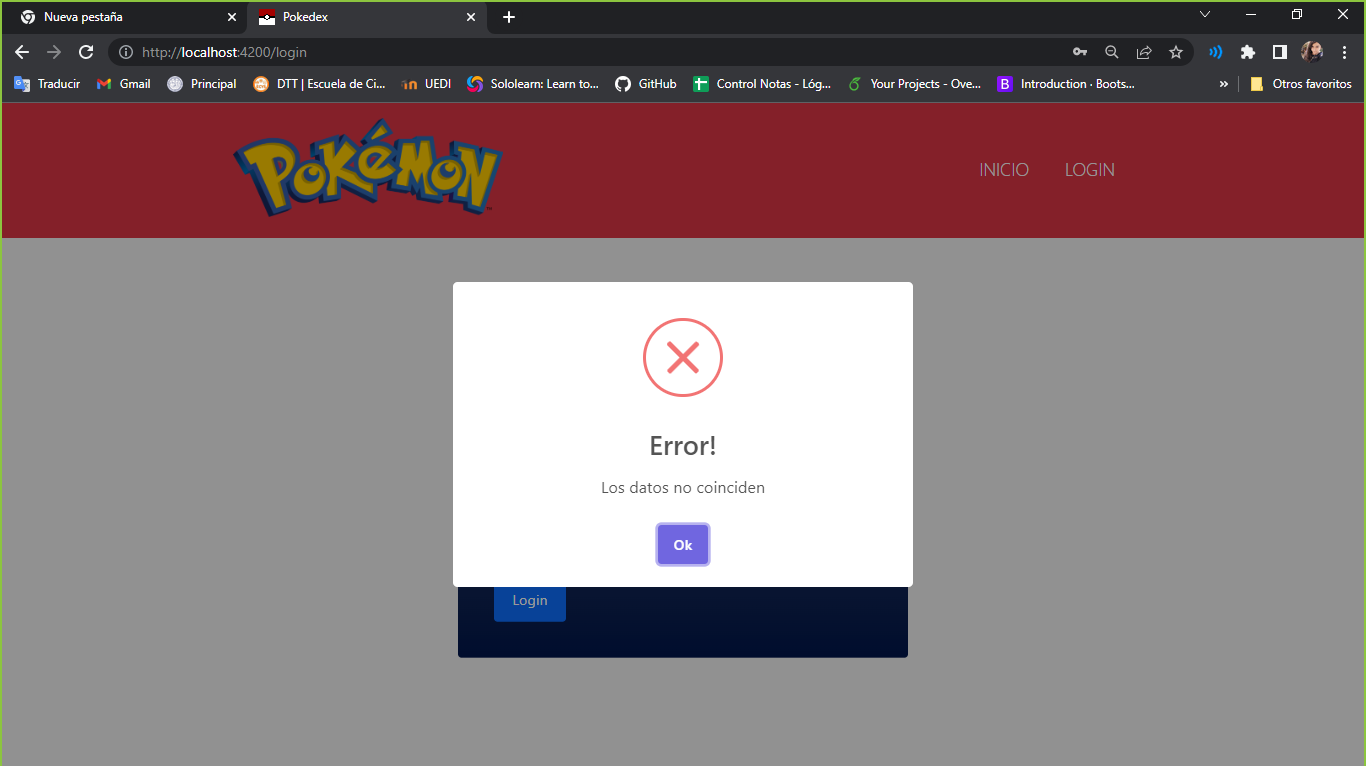 Nueva pestaña
Pokedex
http://localhost:4200/login
Traducir
Gmail
Principal
DTT | Escuela de Ci...
UEDI
Sololearn: Learn to...
GitHub
Control Notas - Lóg...
Your Projects - Ove...
B
Introduction · Boots...
»
Otros favoritos
POKéMON
™
INICIO
LOGIN
Error!
Los datos no coinciden
Ok
Login